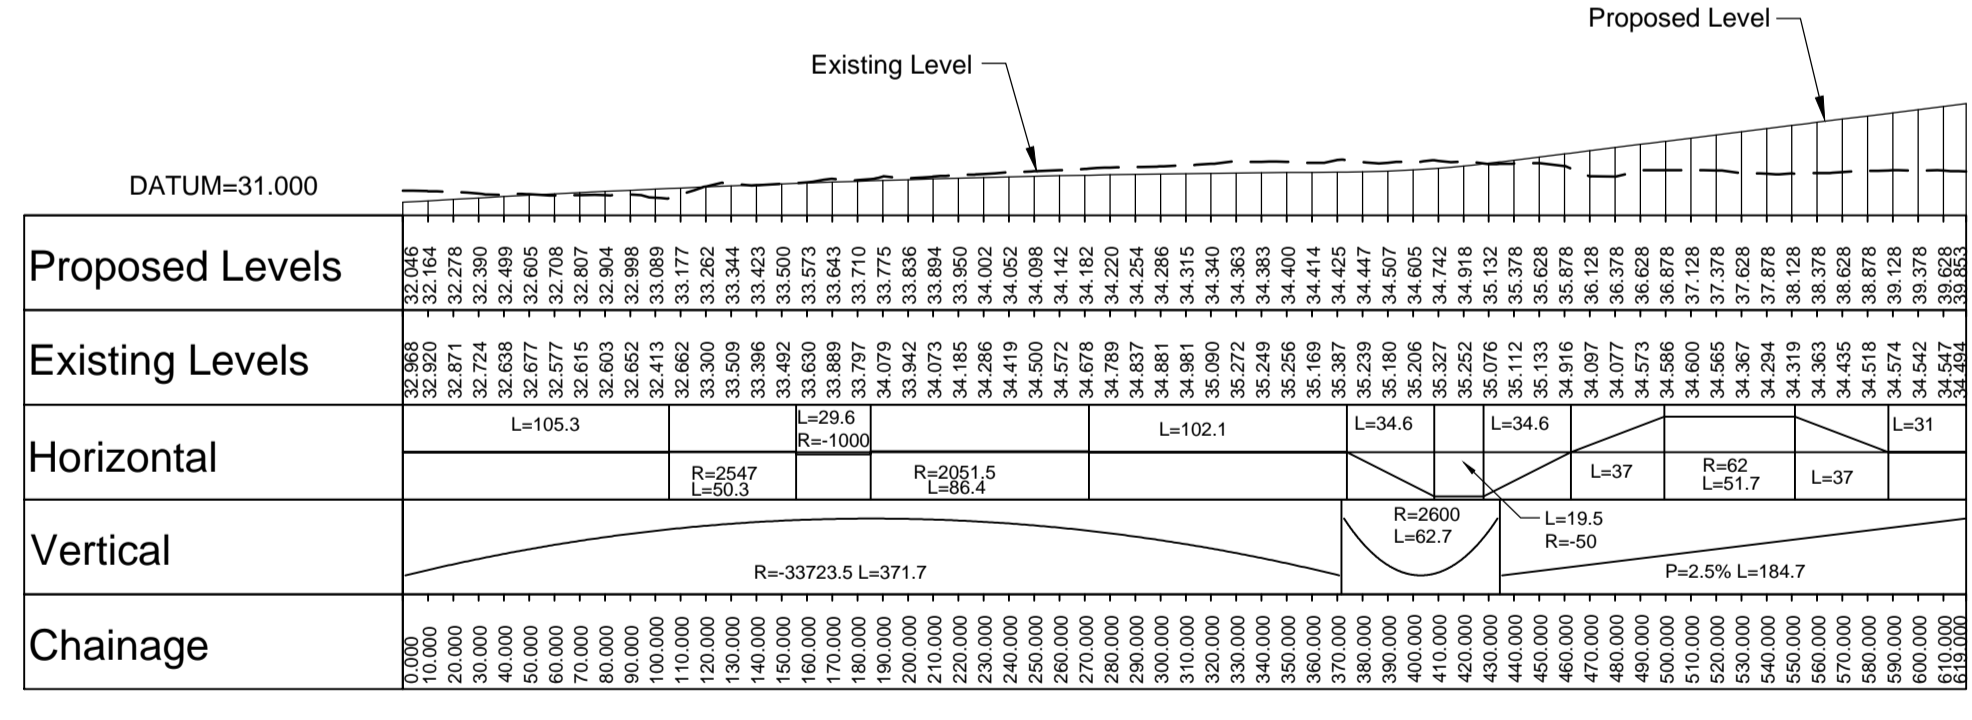 Proposed Level
Existing Level
DATUM=31.000
Proposed Levels
32.046 32.164 32.278 32.390 32.499 32.605 32.708 32.807 32.904 32.998 33.089 33.177 33.262 33.344 33.423 33.500 33.573 33.643 33.710 33.775 33.836 33.894 33.950 34.002 34.052 34.098 34.142 34.182 34.220 34.254 34.286 34.315 34.340 34.363 34.383 34.400 34.414 34.425 34.447 34.507 34.605 34.742 34.918 35.132 35.378 35.628 35.878 36.128 36.378 36.628 36.878 37.128 37.378 37.628 37.878 38.128 38.378 38.628 38.878 39.128 39.378 39.628 39.853
Existing Levels
32.968 32.920 32.871 32.724 32.638 32.677 32.577 32.615 32.603 32.652 32.413 32.662 33.300 33.509 33.396 33.492 33.630 33.889 33.797 34.079 33.942 34.073 34.185 34.286 34.419 34.500 34.572 34.678 34.789 34.837 34.881 34.981 35.090 35.272 35.249 35.256 35.169 35.387 35.239 35.180 35.206 35.327 35.252 35.076 35.112 35.133 34.916 34.097 34.077 34.573 34.586 34.600 34.565 34.367 34.294 34.319 34.363 34.435 34.518 34.574 34.542 34.547 34.494
Horizontal
L=105.3
R=2547
L=50.3
L=29.6
R=-1000
R=2051.5
L=86.4
L=102.1
L=34.6
L=34.6
L=37
R=62
L=51.7
L=37
L=31
Vertical
R=-33723.5 L=371.7
R=2600
L=62.7
L=19.5
R=-50
P=2.5% L=184.7
Chainage
0.000 10.000 20.000 30.000 40.000 50.000 60.000 70.000 80.000 90.000 100.000 110.000 120.000 130.000 140.000 150.000 160.000 170.000 180.000 190.000 200.000 210.000 220.000 230.000 240.000 250.000 260.000 270.000 280.000 290.000 300.000 310.000 320.000 330.000 340.000 350.000 360.000 370.000 380.000 390.000 400.000 410.000 420.000 430.000 440.000 450.000 460.000 470.000 480.000 490.000 500.000 510.000 520.000 530.000 540.000 550.000 560.000 570.000 580.000 590.000 600.000 610.000 619.000